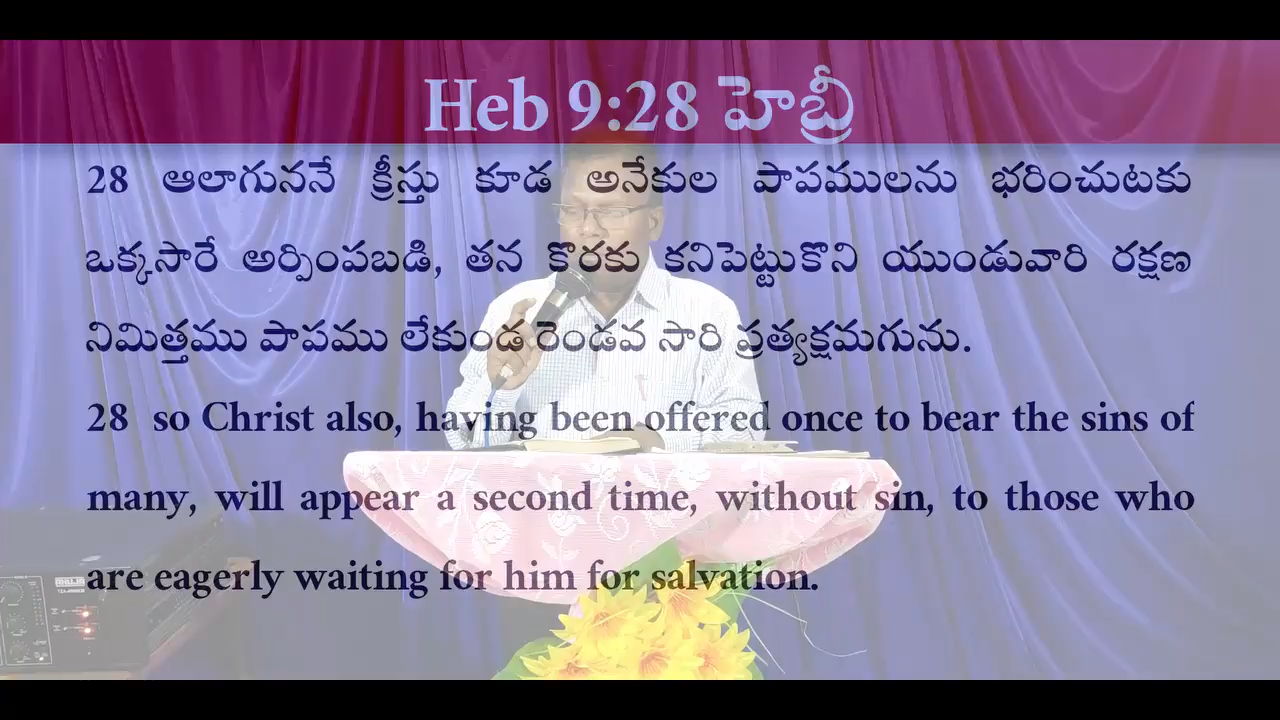 Heb 9:28 హెబ్రీ
28 ఆలాగుననే క్రీస్తు కూడ అనేకుల పాపములను భరించుటకు
ఒక్కసారే అర్పింపబడి, తన కొరకు కనిపెట్టుకొని యుండువారి రక్షణ
నిమిత్తము పాపము లేకుండ రెండవ సారి ప్రత్యక్షమగును.
28 so Christ also, having been offered once to bear the sins of
many, will appear a second time, without sin, to those who
are eagerly waiting for him for salvation.
AHUJA